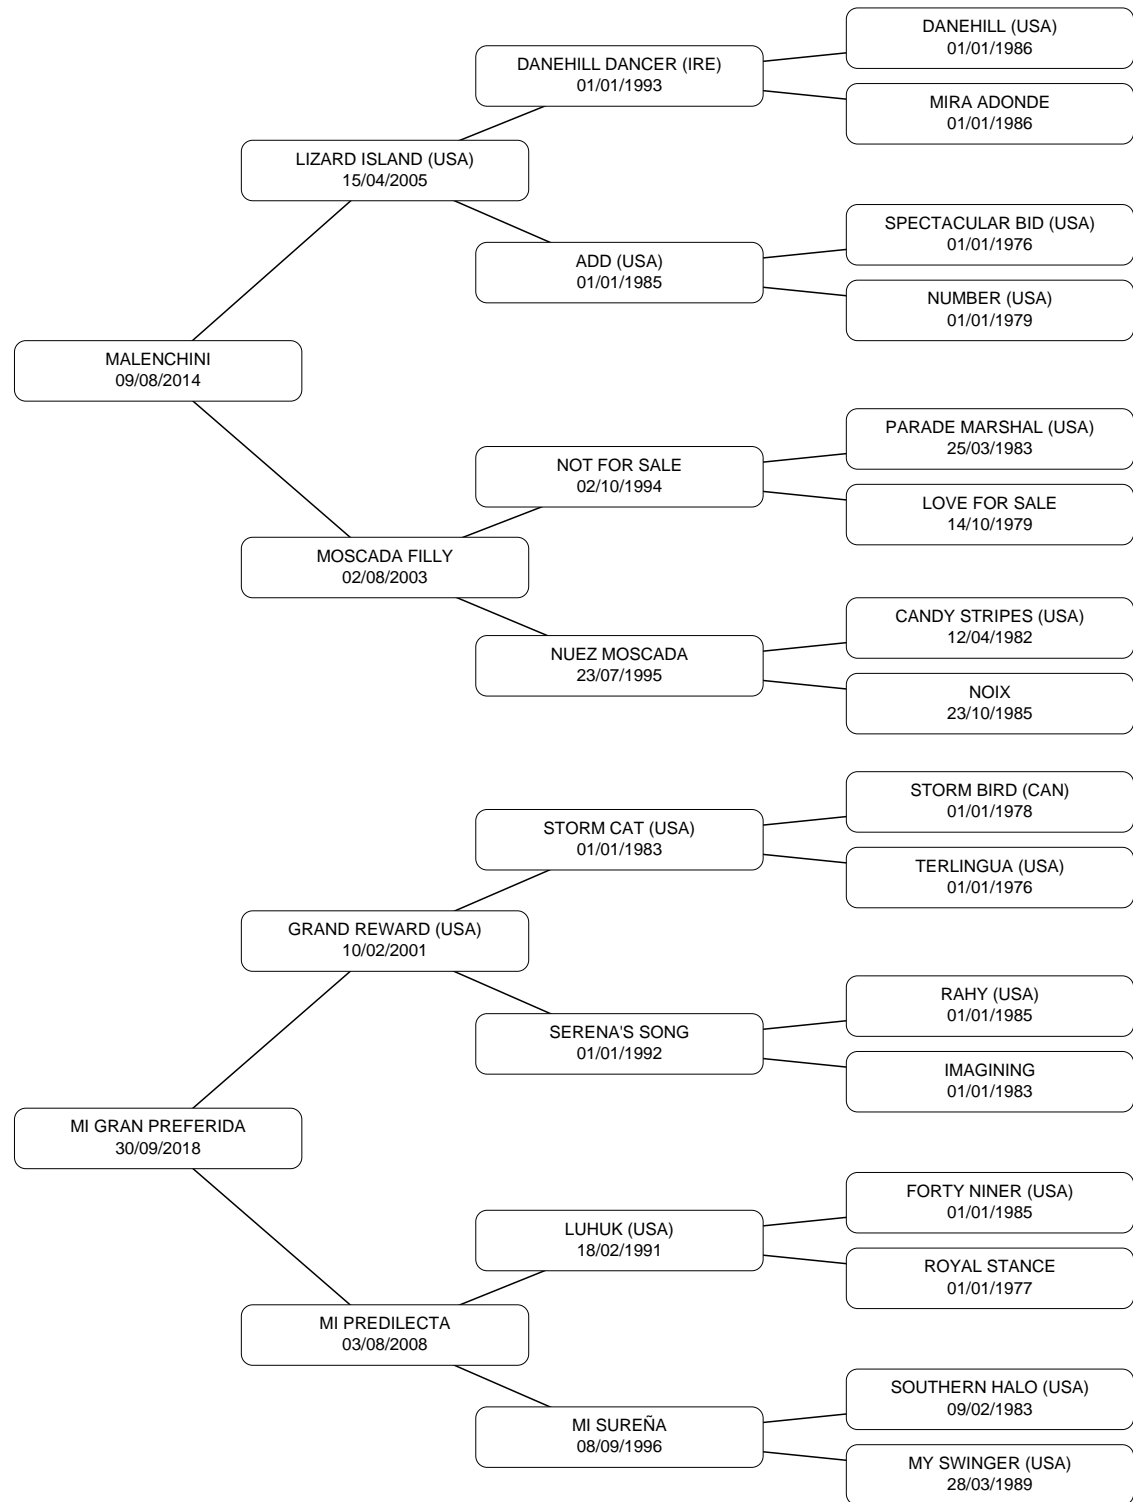 DANEHILL (USA)
01/01/1986
DANEHILL DANCER (IRE)
01/01/1993
MIRA ADONDE
01/01/1986
LIZARD ISLAND (USA)
15/04/2005
SPECTACULAR BID (USA)
01/01/1976
ADD (USA)
01/01/1985
NUMBER (USA)
01/01/1979
MALENCHINI
09/08/2014
PARADE MARSHAL (USA)
25/03/1983
NOT FOR SALE
02/10/1994
LOVE FOR SALE
14/10/1979
MOSCADA FILLY
02/08/2003
CANDY STRIPES (USA)
12/04/1982
NUEZ MOSCADA
23/07/1995
NOIX
23/10/1985
STORM BIRD (CAN)
01/01/1978
STORM CAT (USA)
01/01/1983
TERLINGUA (USA)
01/01/1976
GRAND REWARD (USA)
10/02/2001
RAHY (USA)
01/01/1985
SERENA'S SONG
01/01/1992
IMAGINING
01/01/1983
MI GRAN PREFERIDA
30/09/2018
FORTY NINER (USA)
01/01/1985
LUHUK (USA)
18/02/1991
ROYAL STANCE
01/01/1977
MI PREDILECTA
03/08/2008
SOUTHERN HALO (USA)
09/02/1983
MI SUREÑA
08/09/1996
MY SWINGER (USA)
28/03/1989